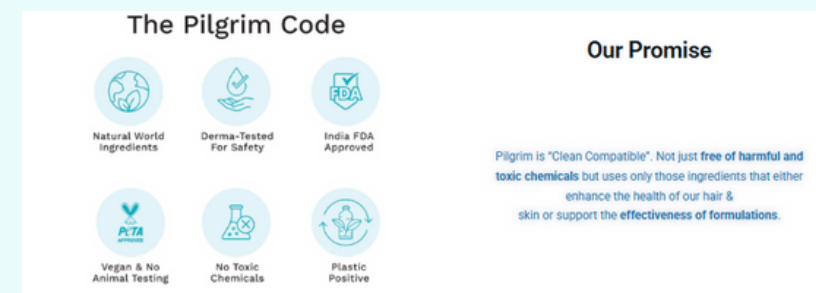 The Pilgrim Code
Natural World
Ingredients
Derma-Tested
For Safety
FDA
India FDA
Approved
PETA
APPROVED
Vegan & No
Animal Testing
No Toxic
Chemicals
Plastic
Positive
Our Promise
Pilgrim is "Clean Compatible". Not just free of harmful and
toxic chemicals but uses only those ingredients that either
enhance the health of our hair &
skin or support the effectiveness of formulations.